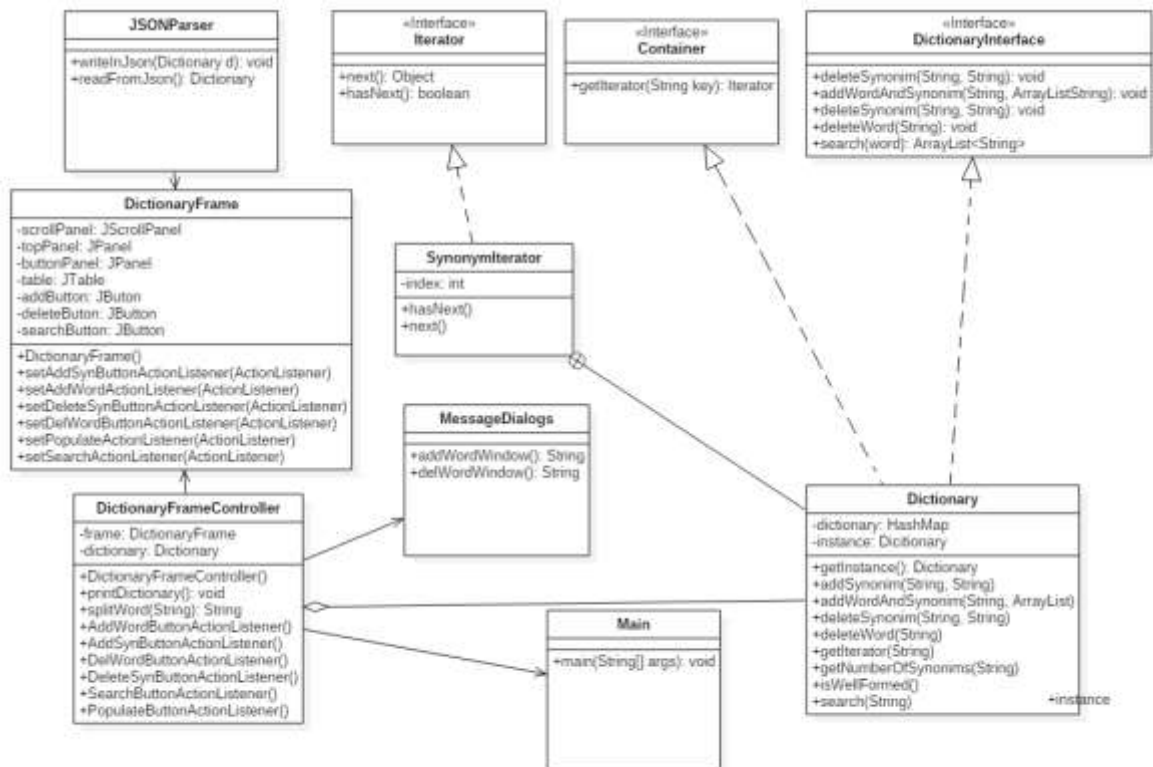 JSONParser
+writeInJson(Dictionary d): void
+readFromJson(): Dictionary
«Interface»
Iterator
+next(): Object
+hasNext(): boolean
«Interface»
Container
+getIterator(String key): Iterator
«Interface»
DictionaryInterface
+deleteSynonim(String, String): void
+addWordAndSynonim(String, ArrayListString): void
+deleteSynonim(String, String): void
+deleteWord(String): void
+search(word): ArrayList<String>
DictionaryFrame
-scrollPanel: JScrollPanel
-topPanel: JPanel
-buttonPanel: JPanel
-table: JTable
-addButton: JButon
-deleteButon: JButton
-searchButton: JButton
+DictionaryFrame()
+setAddSynButtonActionListener(ActionListener)
+setAddWordActionListener(ActionListener)
+setDeleteSynButtonActionListener(ActionListener)
+setDelWordButtonActionListener(ActionListener)
+setPopulateActionListener(ActionListener)
+setSearchActionListener(ActionListener)
SynonymIterator
-index: int
+hasNext()
+next()
MessageDialogs
+addWordWindow(): String
+delWordWindow(): String
DictionaryFrameController
-frame: DictionaryFrame
-dictionary: Dictionary
+DictionaryFrameController()
+printDictionary(): void
+splitWord(String): String
+AddWordButtonActionListener()
+AddSynButtonActionListener()
+DelWordButtonActionListener()
+DeleteSynButtonActionListener()
+SearchButtonActionListener()
+PopulateButtonActionListener()
Main
+main(String[] args): void
Dictionary
-dictionary: HashMap
-instance: Dicitionary
+getInstance(): Dictionary
+addSynonim(String, String)
+addWordAndSynonim(String, ArrayList)
+deleteSynonim(String, String)
+deleteWord(String)
+getIterator(String)
+getNumberOfSynonims(String)
+isWellFormed()
+search(String)
+instance